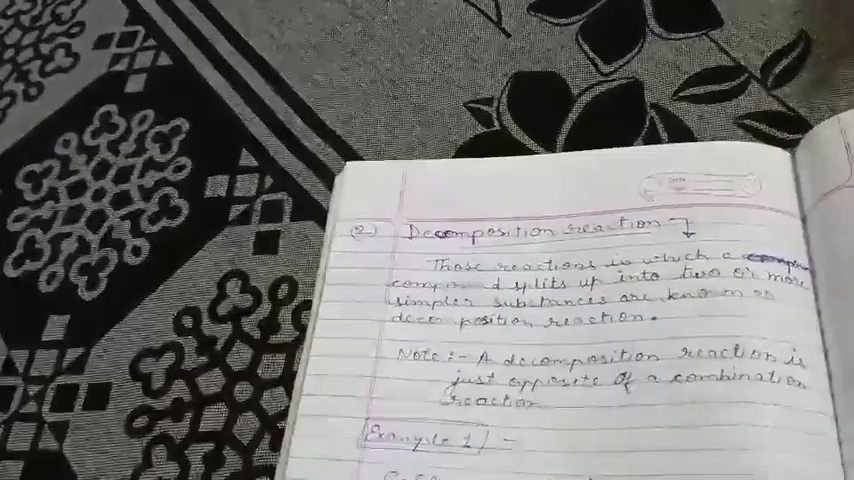 (2) Decomposition reaction →
Those reactions in which a
compound splits up into two or more
simpler substances are known as
decomposition reaction.
Note :- A decomposition reaction is
just opposite of a combination
reaction
Example 1 -